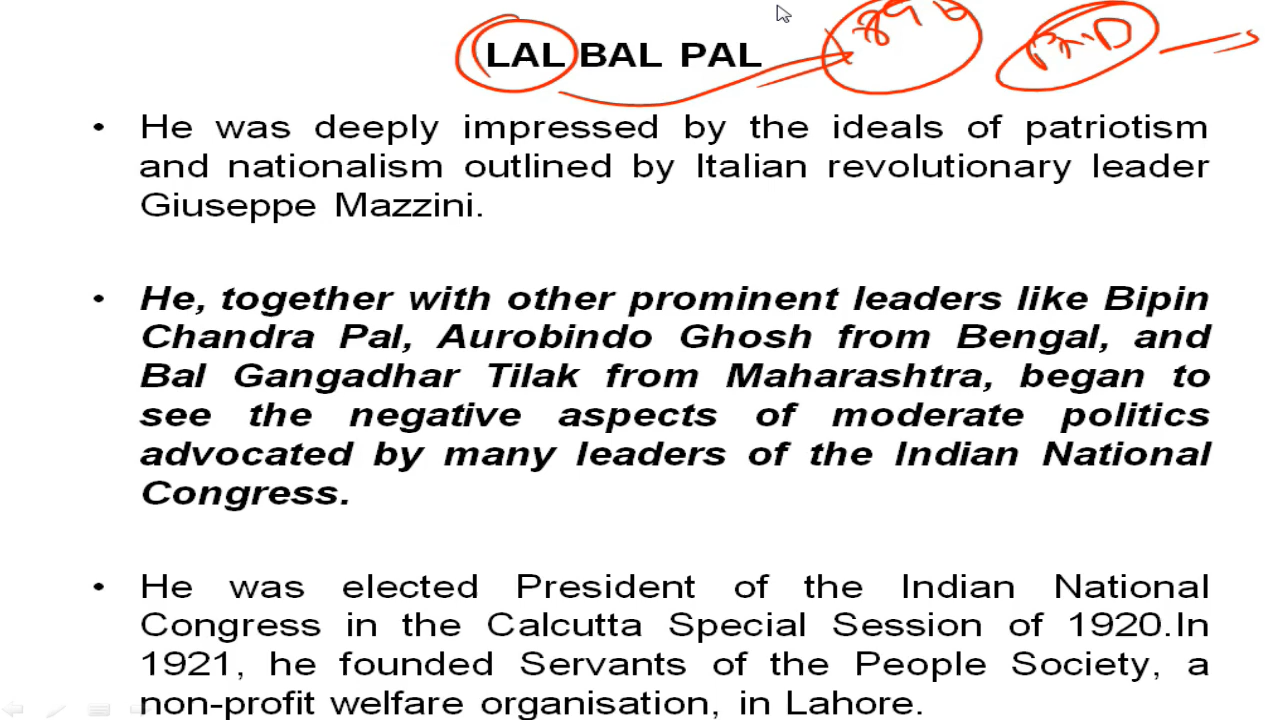 LAL BAL PAL
• He was deeply impressed by the ideals of patriotism
and nationalism outlined by Italian revolutionary leader
Giuseppe Mazzini.
• He, together with other prominent leaders like Bipin
Chandra Pal, Aurobindo Ghosh from Bengal, and
Bal Gangadhar Tilak from Maharashtra, began to
see the negative aspects of moderate politics
advocated by many leaders of the Indian National
Congress.
• He was elected President of the Indian National
Congress in the Calcutta Special Session of 1920.In
1921, he founded Servants of the People Society, a
non-profit welfare organisation, in Lahore.